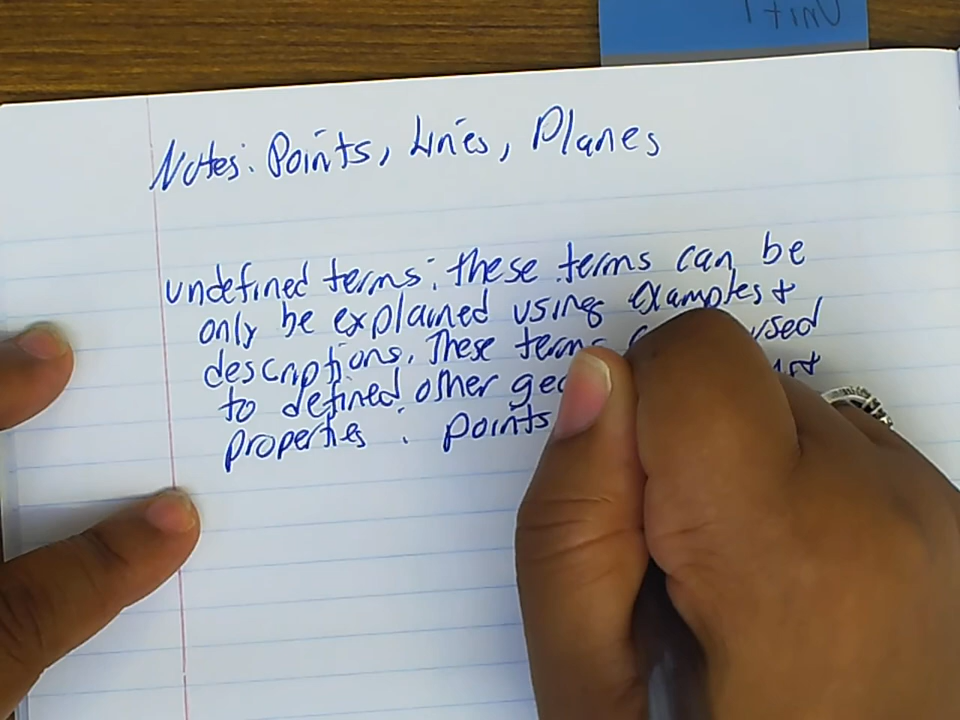 Unit 1
Notes: Points, Lines, Planes
undefined terms: these terms can be
only be explained using examples +
descriptions. These terms used
to defined other
properties. points